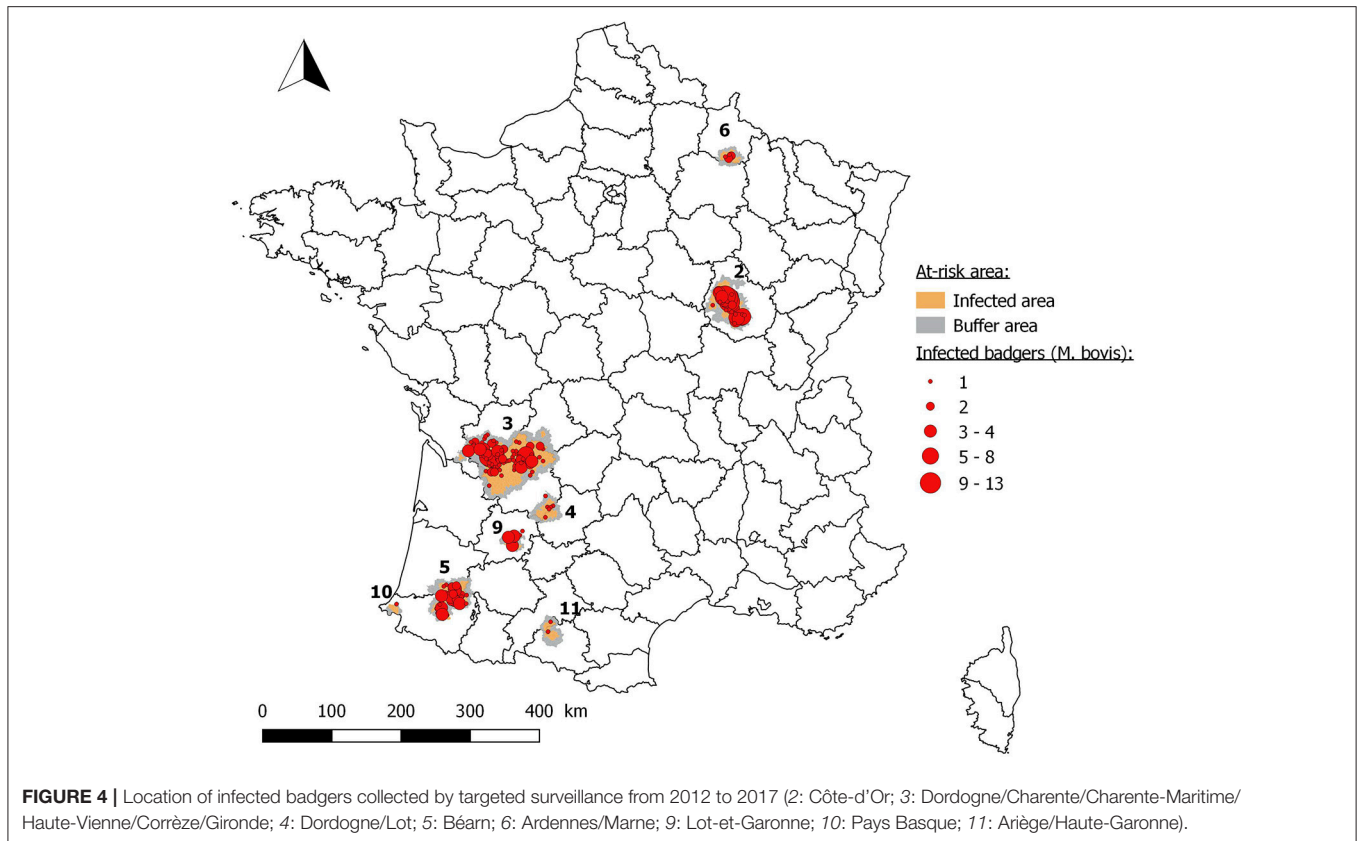 6
2
At-risk area:
Infected area
Buffer area
Infected badgers (M. bovis):
1
2
3 - 4
5 - 8
9 - 13
3
4
9
5
10
11
0 100 200 300 400 km
FIGURE 4 | Location of infected badgers collected by targeted surveillance from 2012 to 2017 (2: Côte-d'Or; 3: Dordogne/Charente/Charente-Maritime/
Haute-Vienne/Corrèze/Gironde; 4: Dordogne/Lot; 5: Béarn; 6: Ardennes/Marne; 9: Lot-et-Garonne; 10: Pays Basque; 11: Ariège/Haute-Garonne).